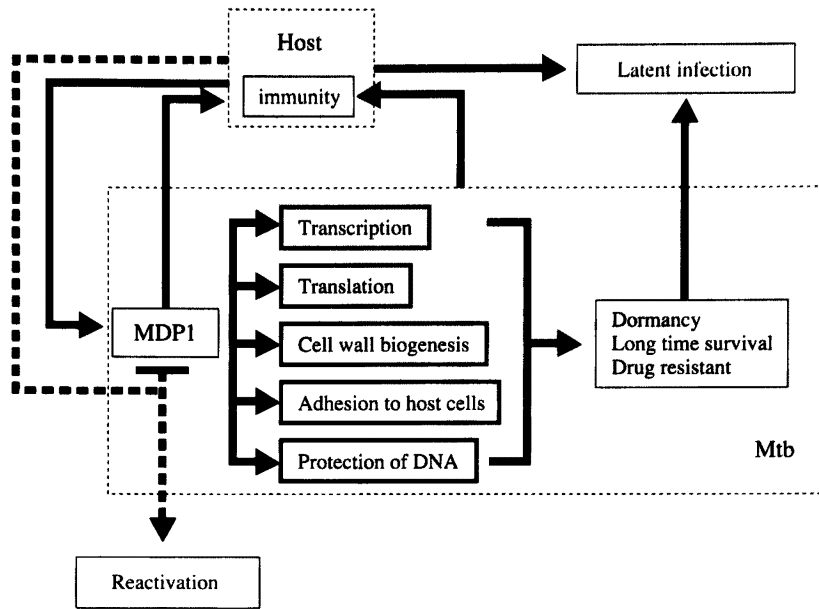 Host
immunity
Latent infection
Transcription
Translation
MDP1
Cell wall biogenesis
Adhesion to host cells
Protection of DNA
Dormancy
Long time survival
Drug resistant
Mtb
Reactivation